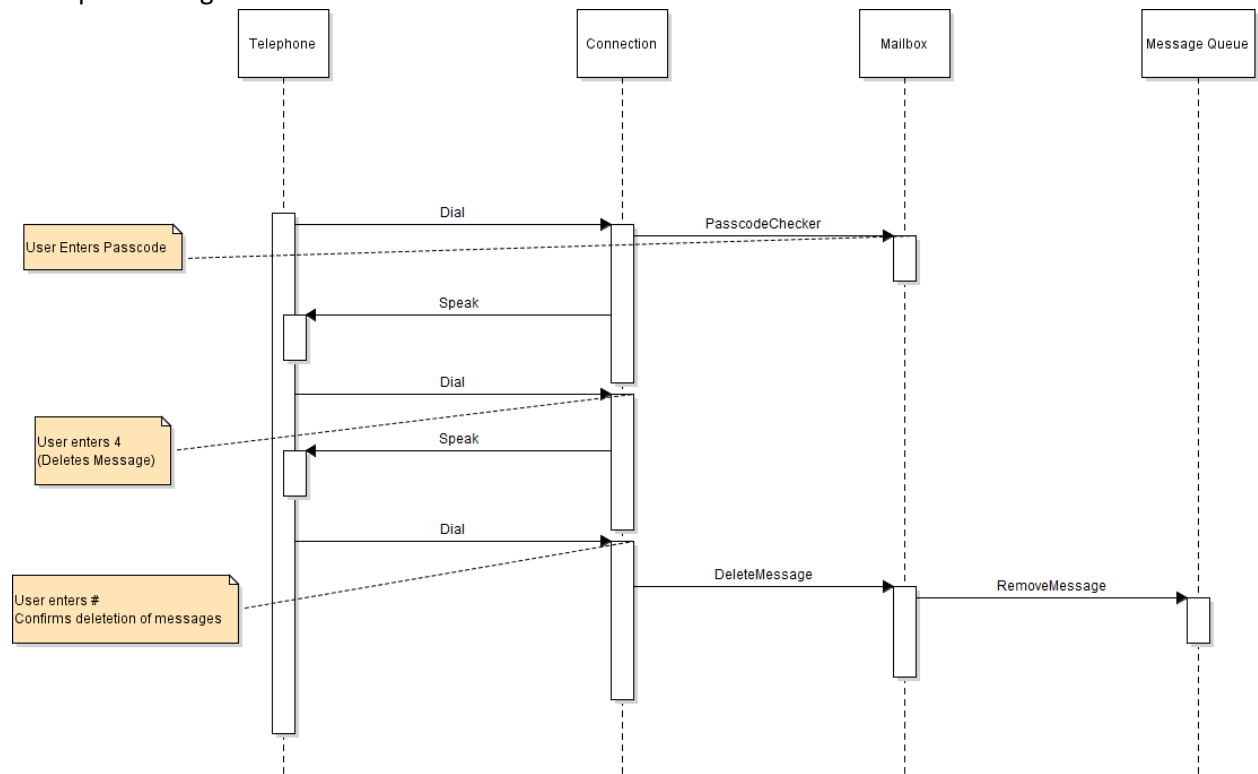 Telephone
Connection
Mailbox
Message Queue
Dial
PasscodeChecker
User Enters Passcode
Speak
Dial
User enters 4
(Deletes Message)
Speak
Dial
DeleteMessage
RemoveMessage
User enters #
Confirms deletetion of messages